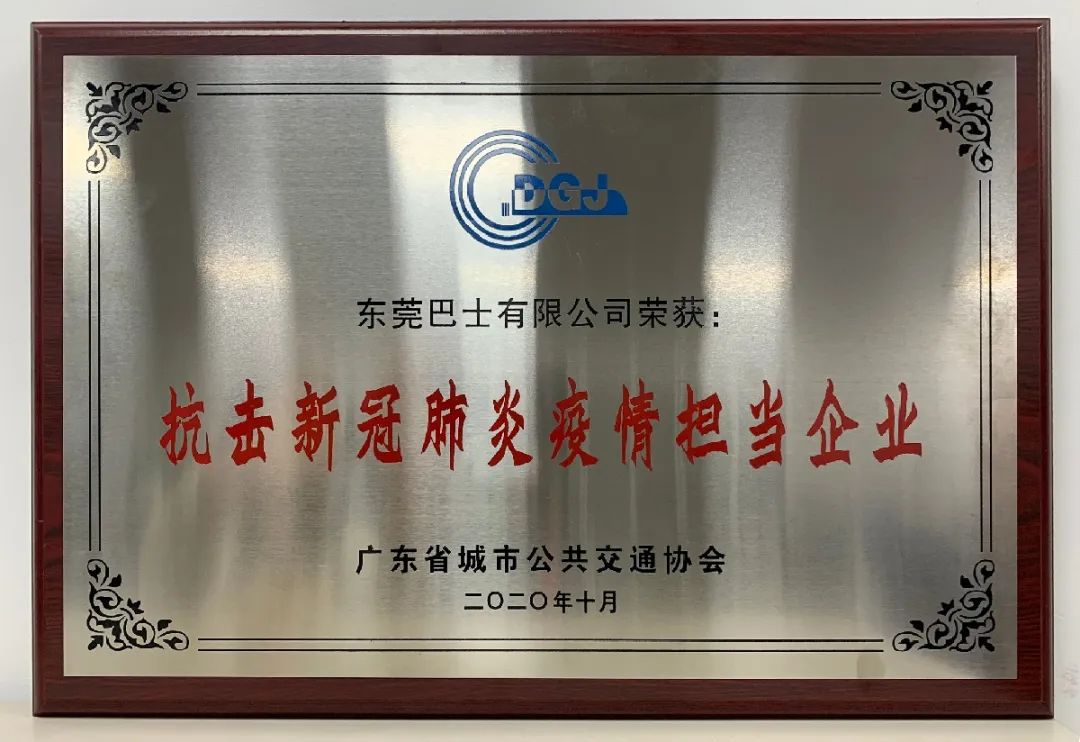 DGJ
东莞巴士有限公司荣获：
抗击新冠肺炎疫情担当企业
广东省城市公共交通协会
二〇二〇年十月